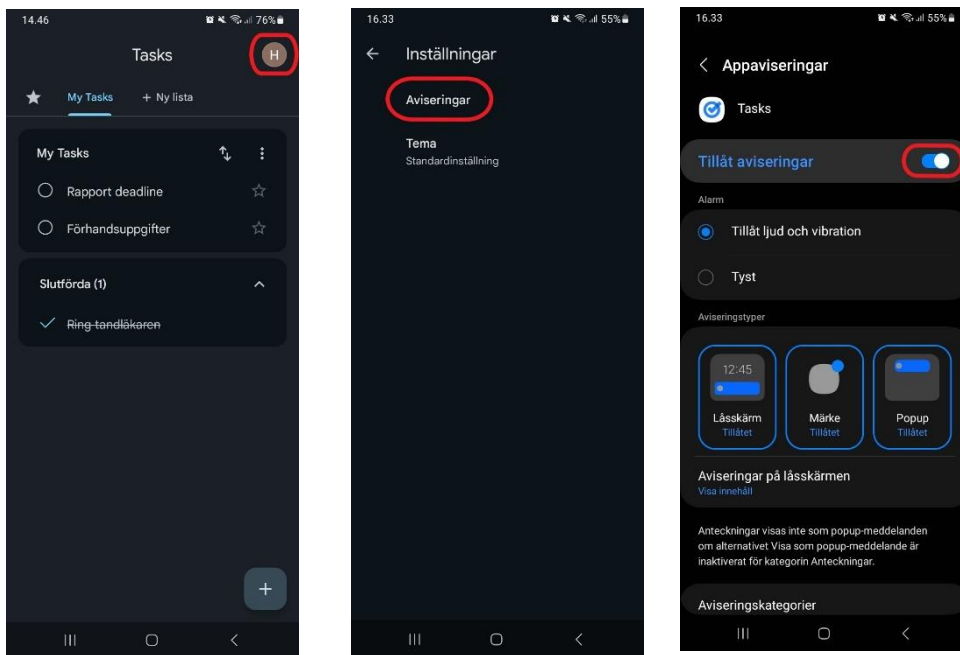 14.46
76%
Tasks
H
My Tasks
+ Ny lista
My Tasks
Rapport deadline
Förhandsuppgifter
Slutförda (1)
Ring tandläkaren
+
16.33
55%
Inställningar
Aviseringar
Tema
Standardinställning
16.33
55%
Appaviseringar
Tasks
Tillåt aviseringar
Alarm
Tillåt ljud och vibration
Tyst
Aviseringstyper
12:45
Låsskärm
Tillåtet
Märke
Tillåtet
Popup
Tillåtet
Aviseringar på låsskärmen
Visa innehåll
Anteckningar visas inte som popup-meddelanden
om alternativet Visa som popup-meddelande är
inaktiverat för kategorin Anteckningar.
Aviseringskategorier